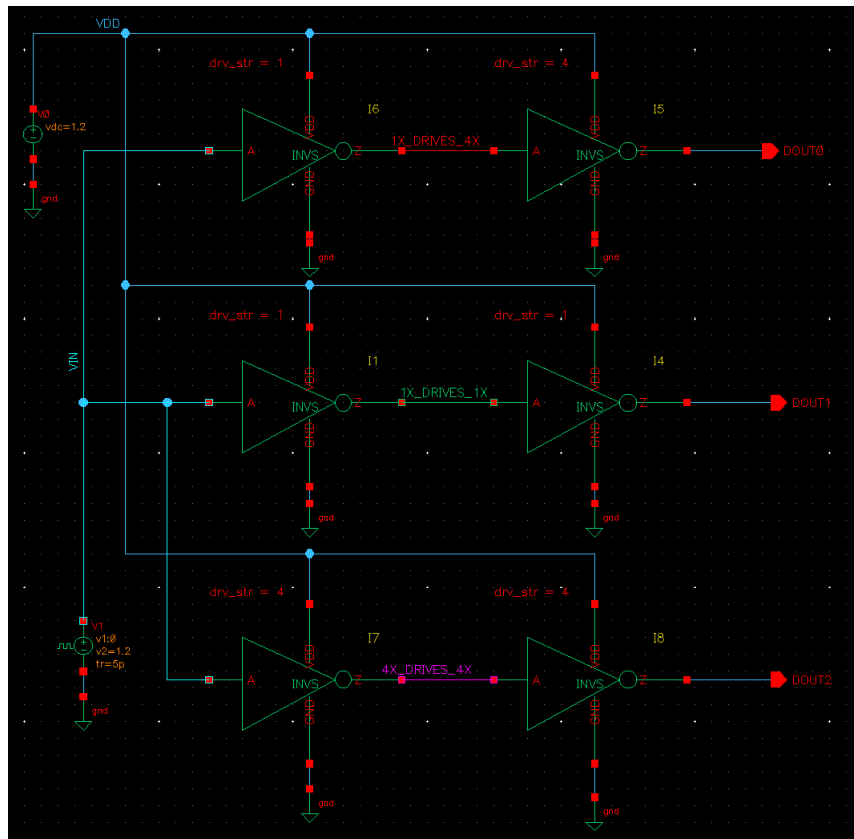 VDD
drv_str = 1
drv_str = 4
V0
vdc=1.2
gnd
I6
I5
VDD
A
INVS
Z
GND
gnd
1X_DRIVES_4X
VDD
A
INVS
Z
GND
gnd
DOUT0
drv_str = 1
drv_str = 1
VIN
I1
I4
VDD
A
INVS
Z
GND
gnd
1X_DRIVES_1X
VDD
A
INVS
Z
GND
gnd
DOUT1
drv_str = 4
drv_str = 4
V1
v1:0
v2=1.2
tr=5p
gnd
I7
I8
VDD
A
INVS
Z
GND
gnd
4X_DRIVES_4X
VDD
A
INVS
Z
GND
gnd
DOUT2